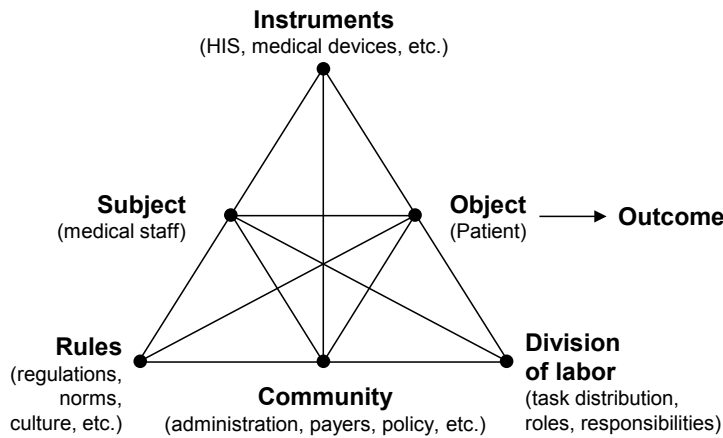 Instruments
(HIS, medical devices, etc.)
Subject
(medical staff)
Object
(Patient)
Outcome
Rules
(regulations,
norms,
culture, etc.)
Community
(administration, payers, policy, etc.)
Division
of labor
(task distribution,
roles, responsibilities)